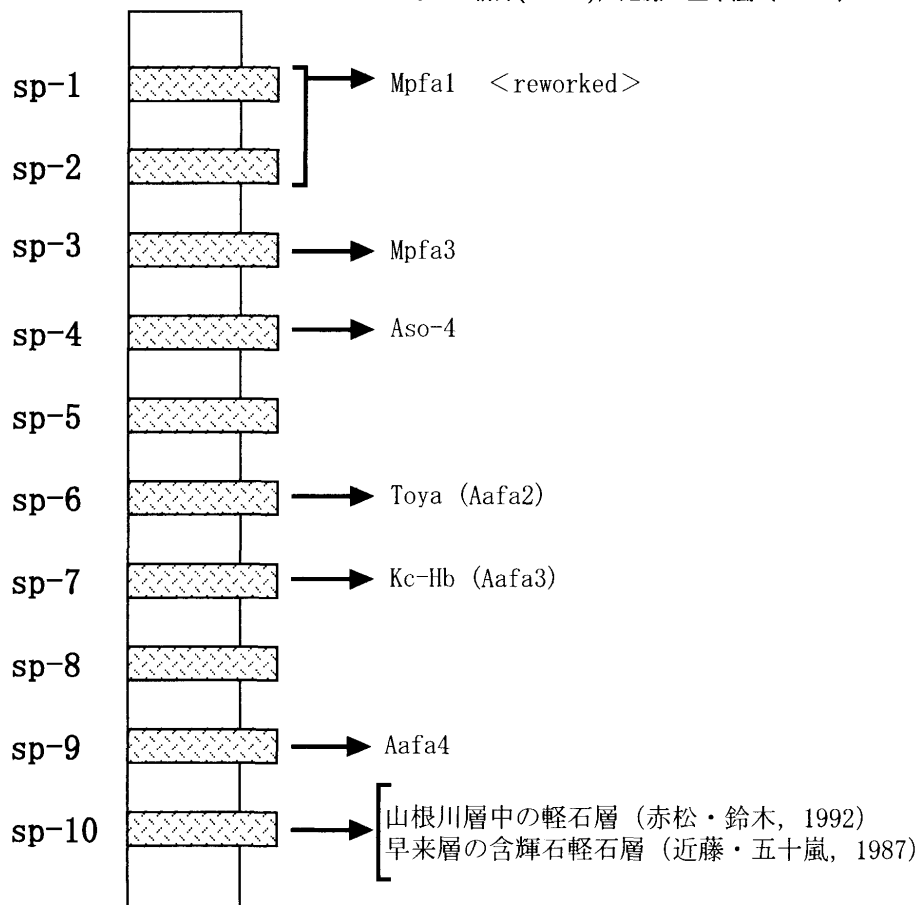 sp-1 Mpfa1 <reworked>
sp-2
sp-3 Mpfa3
sp-4 Aso-4
sp-5
sp-6 Toya (Aafa2)
sp-7 Kc-Hb (Aafa3)
sp-8
sp-9 Aafa4
sp-10
山根川層中の軽石層 (赤松・鈴木, 1992)
早来層の含輝石軽石層 (近藤・五十嵐, 1987)